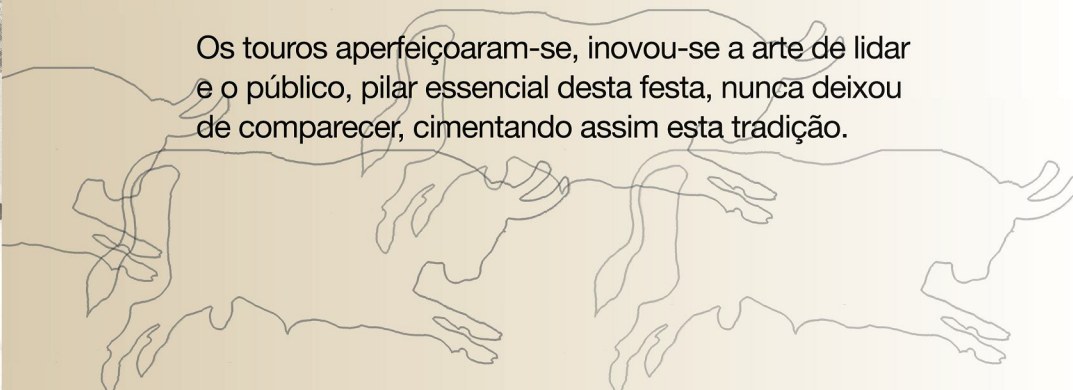 Os touros aperfeiçoaram-se, inovou-se a arte de lidar
e o público, pilar essencial desta festa, nunca deixou
de comparecer, cimentando assim esta tradição.